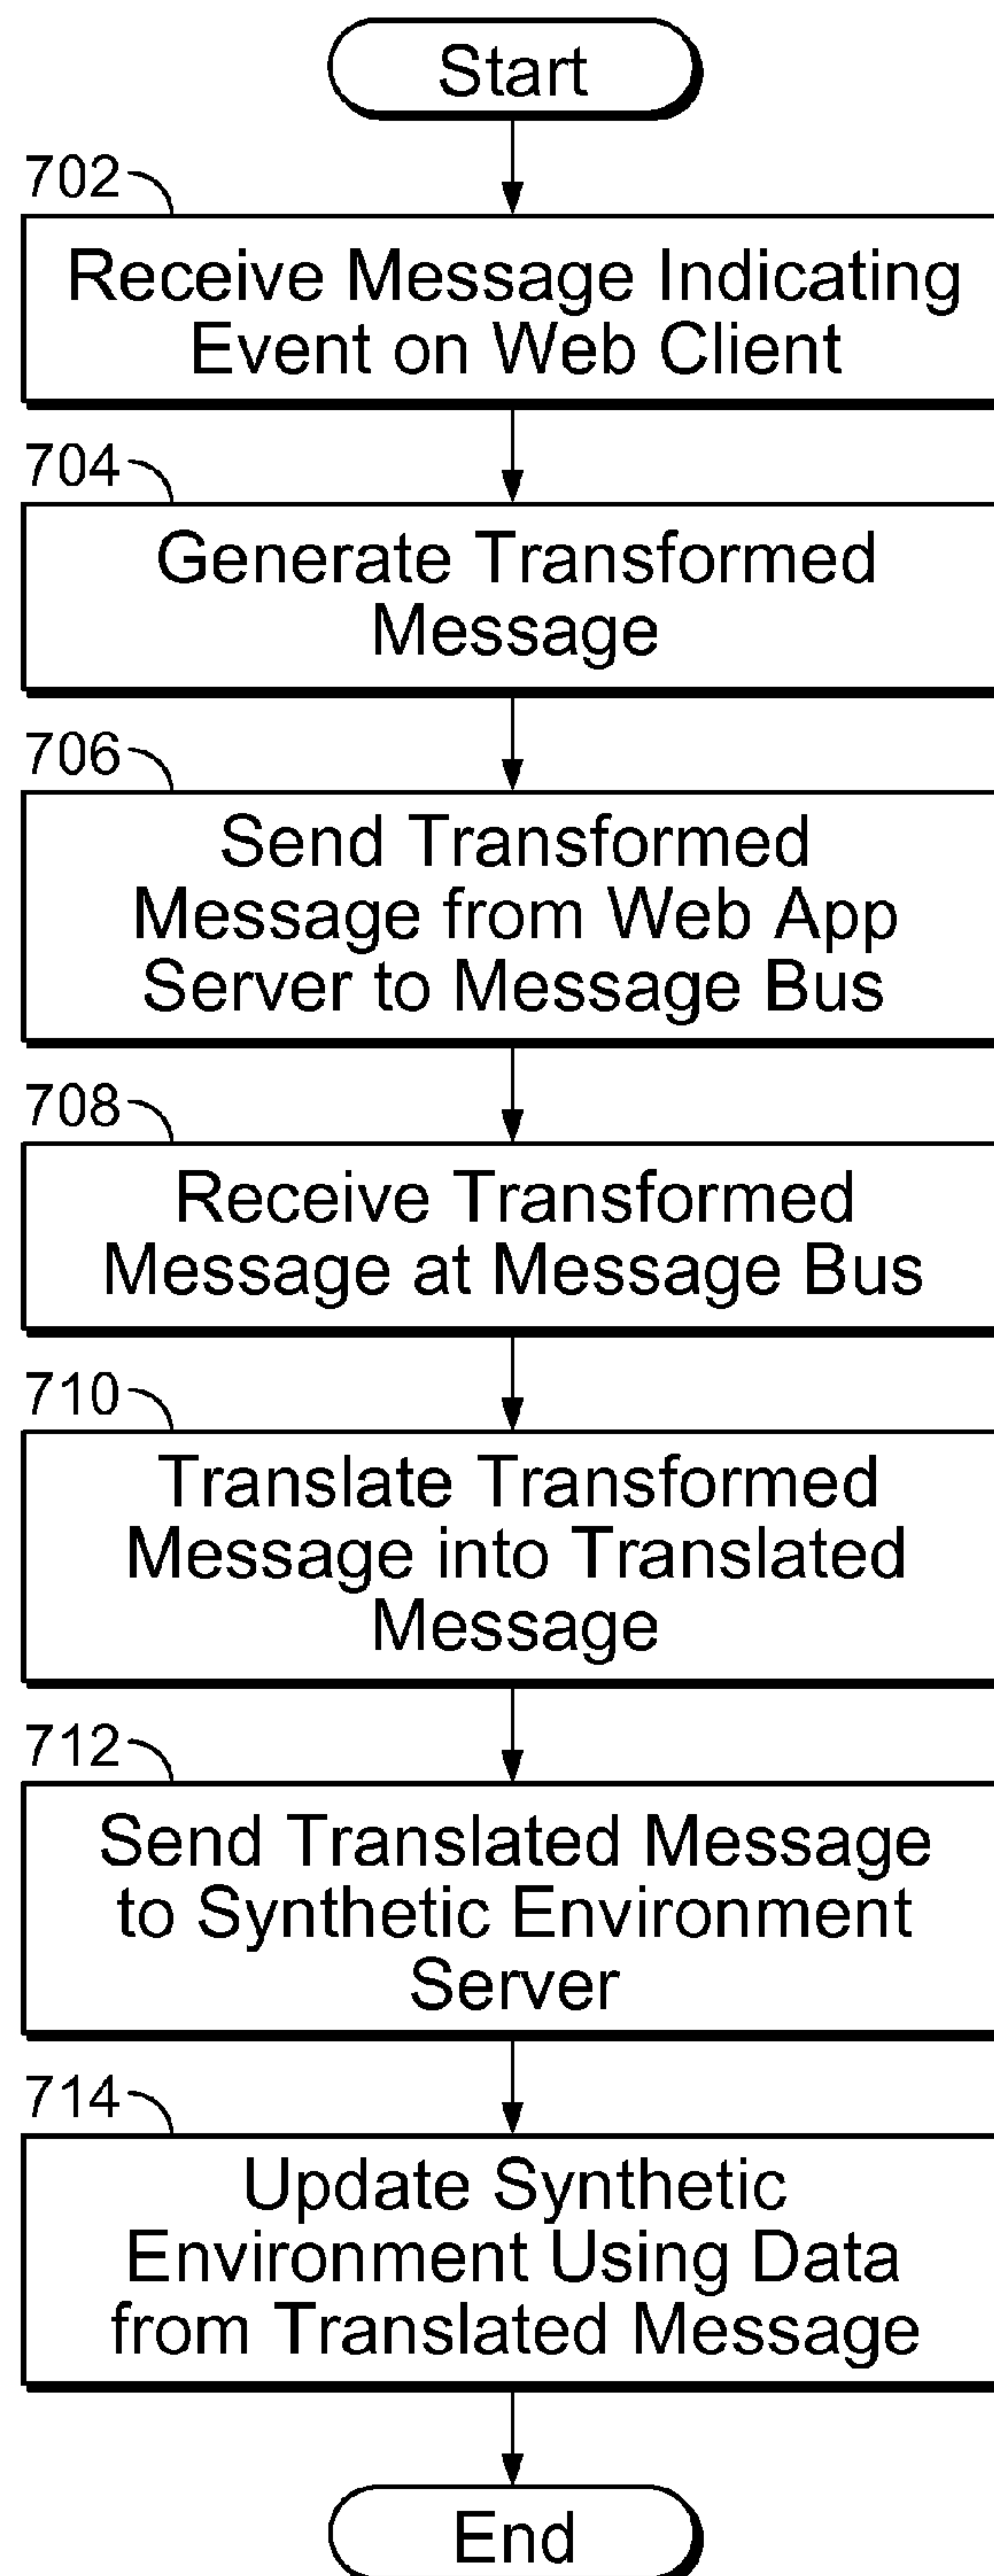 Start
702
Receive Message Indicating
Event on Web Client
704
Generate Transformed
Message
706
Send Transformed
Message from Web App
Server to Message Bus
708
Receive Transformed
Message at Message Bus
710
Translate Transformed
Message into Translated
Message
712
Send Translated Message
to Synthetic Environment
Server
714
Update Synthetic
Environment Using Data
from Translated Message
End